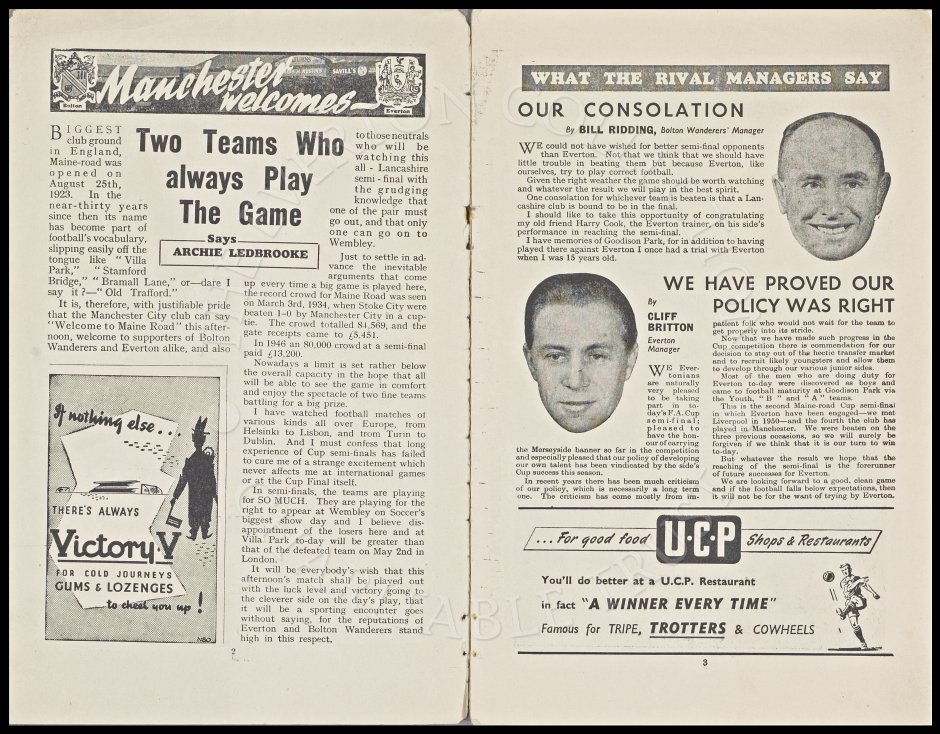 Manchester
welcomes—
Bolton
Everton
BURNS
AUSTIN
SAVILL'S
Two Teams Who
always Play
The Game
Says
ARCHIE LEDBROOKE
BIGGEST
club ground
in England,
Maine-road was
opened on
August 25th,
1923. In the
near-thirty years
since then its name
has become part of
football's vocabulary,
slipping easily off the
tongue like "Villa
Park," "Stamford
Bridge," "Bramall Lane," or—dare I
say it?—"Old Trafford."
It is, therefore, with justifiable pride
that the Manchester City club can say
"Welcome to Maine Road" this after-
noon, welcome to supporters of Bolton
Wanderers and Everton alike, and also
to those neutrals
who will be
watching this
all-Lancashire
semi-final with
the grudging
knowledge that
one of the pair must
go out, and that only
one can go on to
Wembley.
Just to settle in ad-
vance the inevitable
arguments that come
up every time a big game is played here,
the record crowd for Maine Road was seen
on March 3rd, 1934, when Stoke City were
beaten 1-0 by Manchester City in a cup-
tie. The crowd totalled 84,569, and the
gate receipts came to £5,451.
In 1946 an 80,000 crowd at a semi-final
paid £13,200.
Nowadays a limit is set rather below
the overall capacity in the hope that all
will be able to see the game in comfort
and enjoy the spectacle of two fine teams
battling for a big prize.
I have watched football matches of
various kinds all over Europe, from
Helsinki to Lisbon, and from Turin to
Dublin. And I must confess that long
experience of Cup semi-finals has failed
to cure me of a strange excitement which
never affects me at international games
or at the Cup Final itself.
In semi-finals, the teams are playing
for SO MUCH. They are playing for the
right to appear at Wembley on Soccer's
biggest show day and I believe dis-
appointment of the losers here and at
Villa Park to-day will be greater than
that of the defeated team on May 2nd in
London.
It will be everybody's wish that this
afternoon's match shall be played out
with the luck level and victory going to
the cleverer side on the day's play, that
it will be a sporting encounter goes
without saying, for the reputations of
Everton and Bolton Wanderers stand
high in this respect.
If nothing else...
THERE'S ALWAYS
Victory·V
FOR COLD JOURNEYS
GUMS & LOZENGES
to cheer you up!
2
WHAT THE RIVAL MANAGERS SAY
OUR CONSOLATION
By BILL RIDDING, Bolton Wanderers' Manager
WE could not have wished for better semi-final opponents
than Everton. Not that we think that we should have
little trouble in beating them but because Everton, like
ourselves, try to play correct football.
Given the right weather the game should be worth watching
and whatever the result we will play in the best spirit.
One consolation for whichever team is beaten is that a Lan-
cashire club is bound to be in the final.
I should like to take this opportunity of congratulating
my old friend Harry Cook, the Everton trainer, on his side's
performance in reaching the semi-final.
I have memories of Goodison Park, for in addition to having
played there against Everton I once had a trial with Everton
when I was 15 years old.
WE HAVE PROVED OUR
POLICY WAS RIGHT
By
CLIFF
BRITTON
Everton
Manager
WE Ever-
tonians are
naturally
very pleased
to be taking
part in to-
day's F.A. Cup
semi-final;
pleased to
have the hon-
our of carrying
the Merseyside banner so far in the competition
and especially pleased that our policy of developing
our own talent has been vindicated by the side's
Cup success this season.
In recent years there has been much criticism
of our policy, which is necessarily a long term
one. The criticism has come mostly from im-
patient folk who would not wait for the team to
get properly into its stride.
Now that we have made such progress in the
Cup competition there is commendation for our
decision to stay out of the hectic transfer market
and to recruit likely youngsters and allow them
to develop through our various junior sides.
Most of the men who are doing duty for
Everton to-day were discovered as boys and
came to football maturity at Goodison Park via
the Youth, "B" and "A" teams.
This is the second Maine-road Cup semi-final
in which Everton have been engaged—we met
Liverpool in 1950—and the fourth the club has
played in Manchester. We were beaten on the
three previous occasions, so we will surely be
forgiven if we think that it is our turn to win
to-day.
But whatever the result we hope that the
reaching of the semi-final is the forerunner
of future successes for Everton.
We are looking forward to a good, clean game
and if the football falls below expectations, then
it will not be for the want of trying by Everton.
...For good food U·C·P Shops & Restaurants
You'll do better at a U.C.P. Restaurant
in fact "A WINNER EVERY TIME"
Famous for TRIPE, TROTTERS & COWHEELS
3